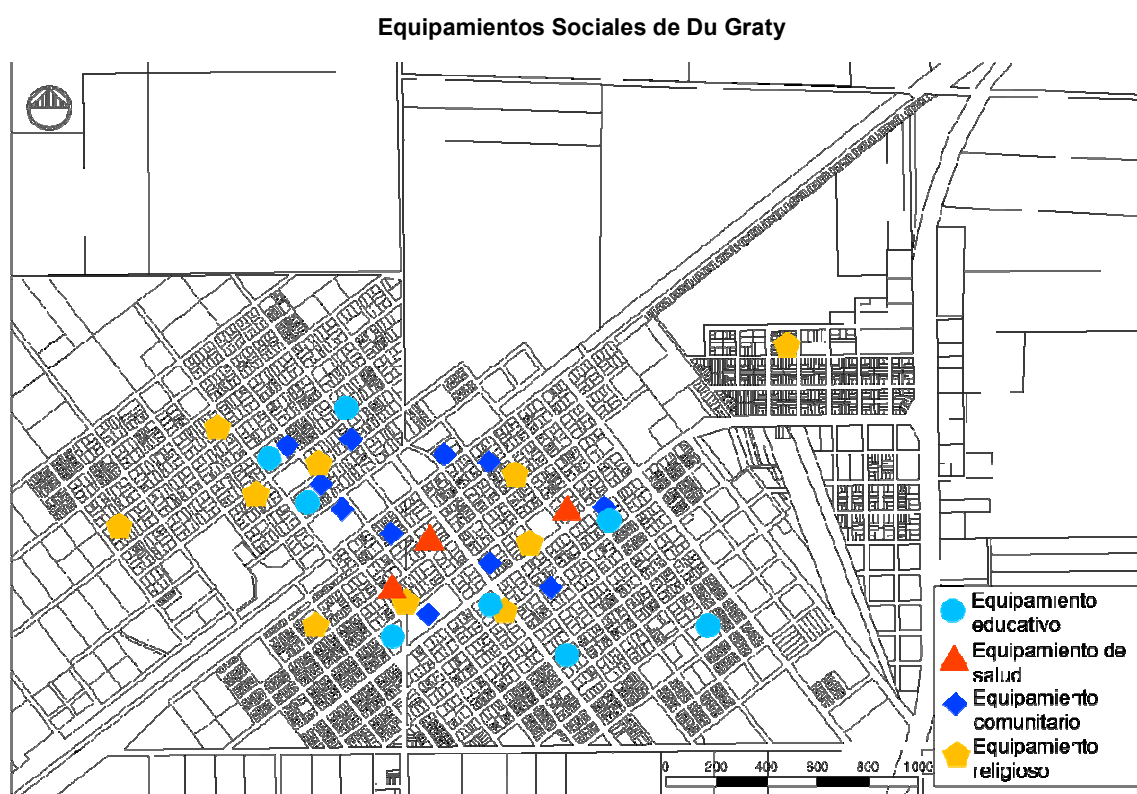 Equipamientos Sociales de Du Graty
Equipamiento
educativo
Equipamiento de
salud
Equipamiento
comunitario
Equipamiento
religioso
0 200 400 600 800 1000